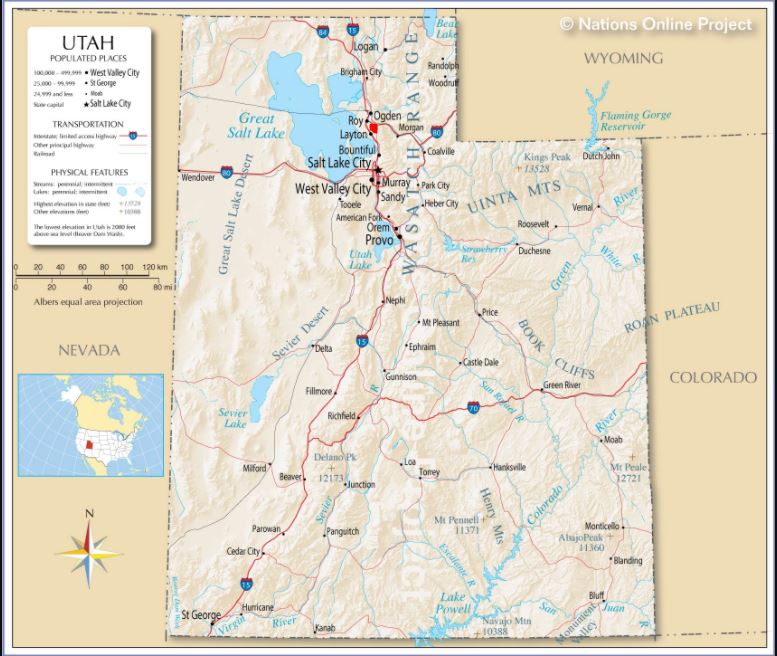 © Nations Online Project
UTAH
POPULATED PLACES
100,000 – 499,999 • West Valley City
25,000 – 99,999 • St George
24,999 and less • Moab
State capital ★ Salt Lake City
TRANSPORTATION
Interstate; limited access highway
Other principal highway
Railroad
PHYSICAL FEATURES
Streams: perennial; intermittent
Lakes: perennial; intermittent
Highest elevation in state (feet) +13528
Other elevations (feet) +10388
The lowest elevation in Utah is 2000 feet
above sea level (Beaver Dam Wash).
0 20 40 60 80 100 120 km
0 20 40 60 80 mi
Albers equal area projection
NEVADA
N
WYOMING
COLORADO
ROAN PLATEAU
84
15
Logan
Bear
Lake
Brigham City
Randolph
Woodruff
Great
Salt Lake
Ogden
Roy
Layton
Morgan
80
Bountiful
Coalville
Salt Lake City
80
Wendover
West Valley City
Murray
Sandy
Park City
Tooele
Heber City
American Fork
Orem
Provo
Utah
Lake
Great Salt Lake Desert
WASATCH RANGE
Flaming Gorge
Reservoir
Dutch John
Kings Peak
13528
UINTA MTS
Vernal
River
Roosevelt
Strawberry
Res
Duchesne
Green
White R
Nephi
Sevier Desert
Mt Pleasant
Price
BOOK
CLIFFS
15
Delta
Ephraim
Castle Dale
Gunnison
Green River
Fillmore
R
San Rafael R
70
Sevier
Lake
Richfield
River
Moab
Delano Pk
12173
Loa
Torrey
Hanksville
Mt Peale
12721
Milford
Beaver
Junction
Colorado
Henry Mts
Sevier
Mt Pennell
11371
Monticello
Abajo Peak
11360
Parowan
Panguitch
Cedar City
Escalante R
Blanding
15
Lake
Powell
Bluff
St George
Hurricane
Virgin River
Kanab
Navajo Mtn
10388
San Juan R
Monument
Valley
Beaver Dam Wash